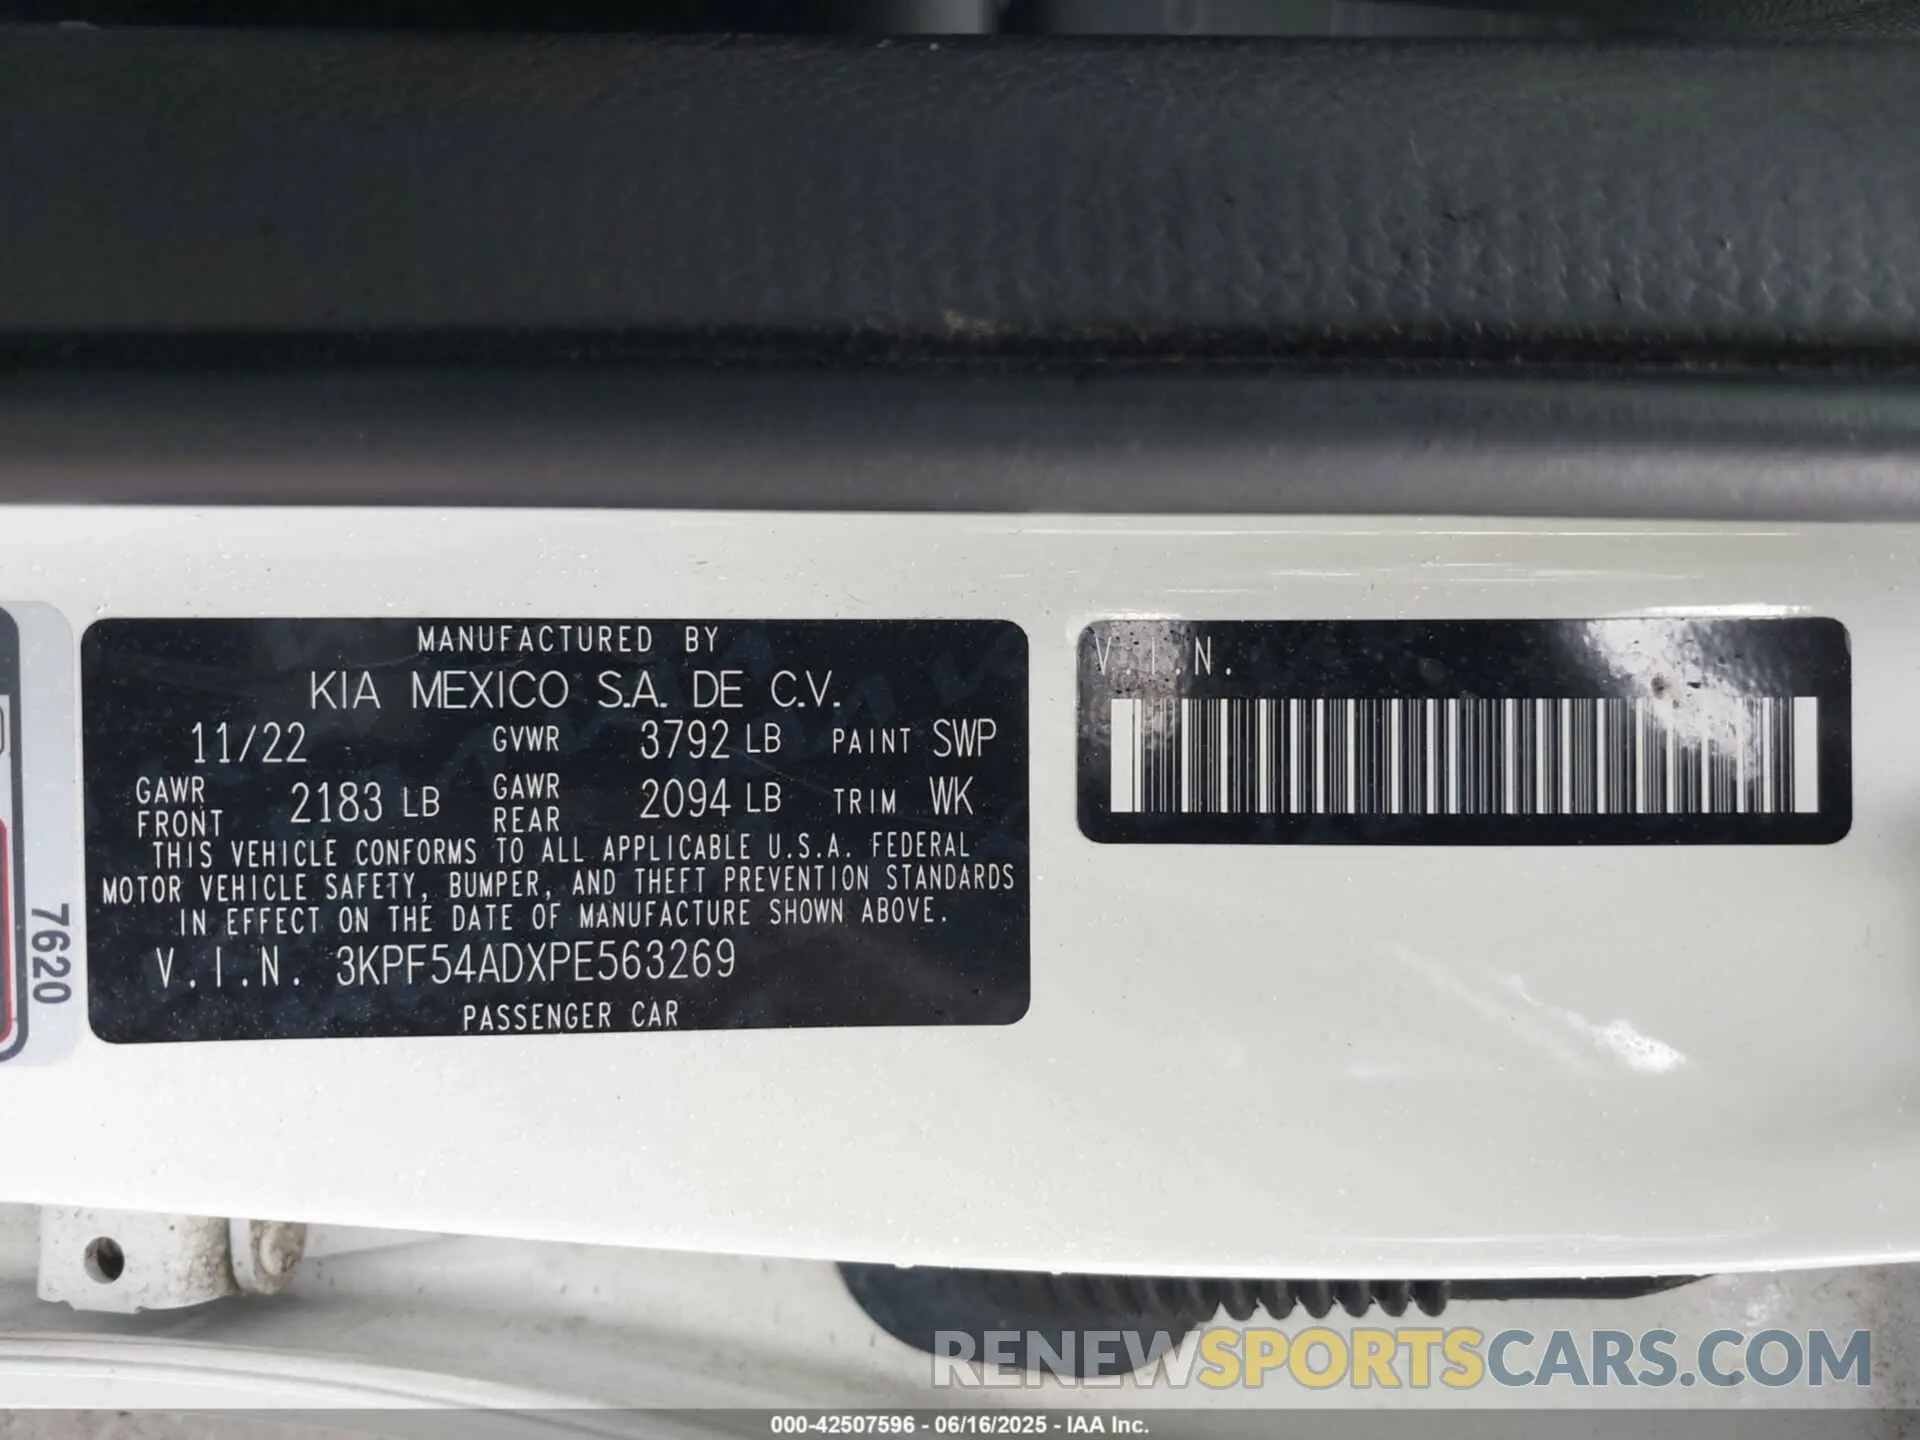 MANUFACTURED BY
KIA MEXICO S.A. DE C.V.
11/22 GVWR 3792 LB PAINT SWP
GAWR FRONT 2183 LB GAWR REAR 2094 LB TRIM WK
THIS VEHICLE CONFORMS TO ALL APPLICABLE U.S.A. FEDERAL
MOTOR VEHICLE SAFETY, BUMPER, AND THEFT PREVENTION STANDARDS
IN EFFECT ON THE DATE OF MANUFACTURE SHOWN ABOVE.
V.I.N. 3KPF54ADXPE563269
PASSENGER CAR
V.I.N.
7620
RENEWSPORTSCARS.COM
000-42507596 - 06/16/2025 - IAA Inc.